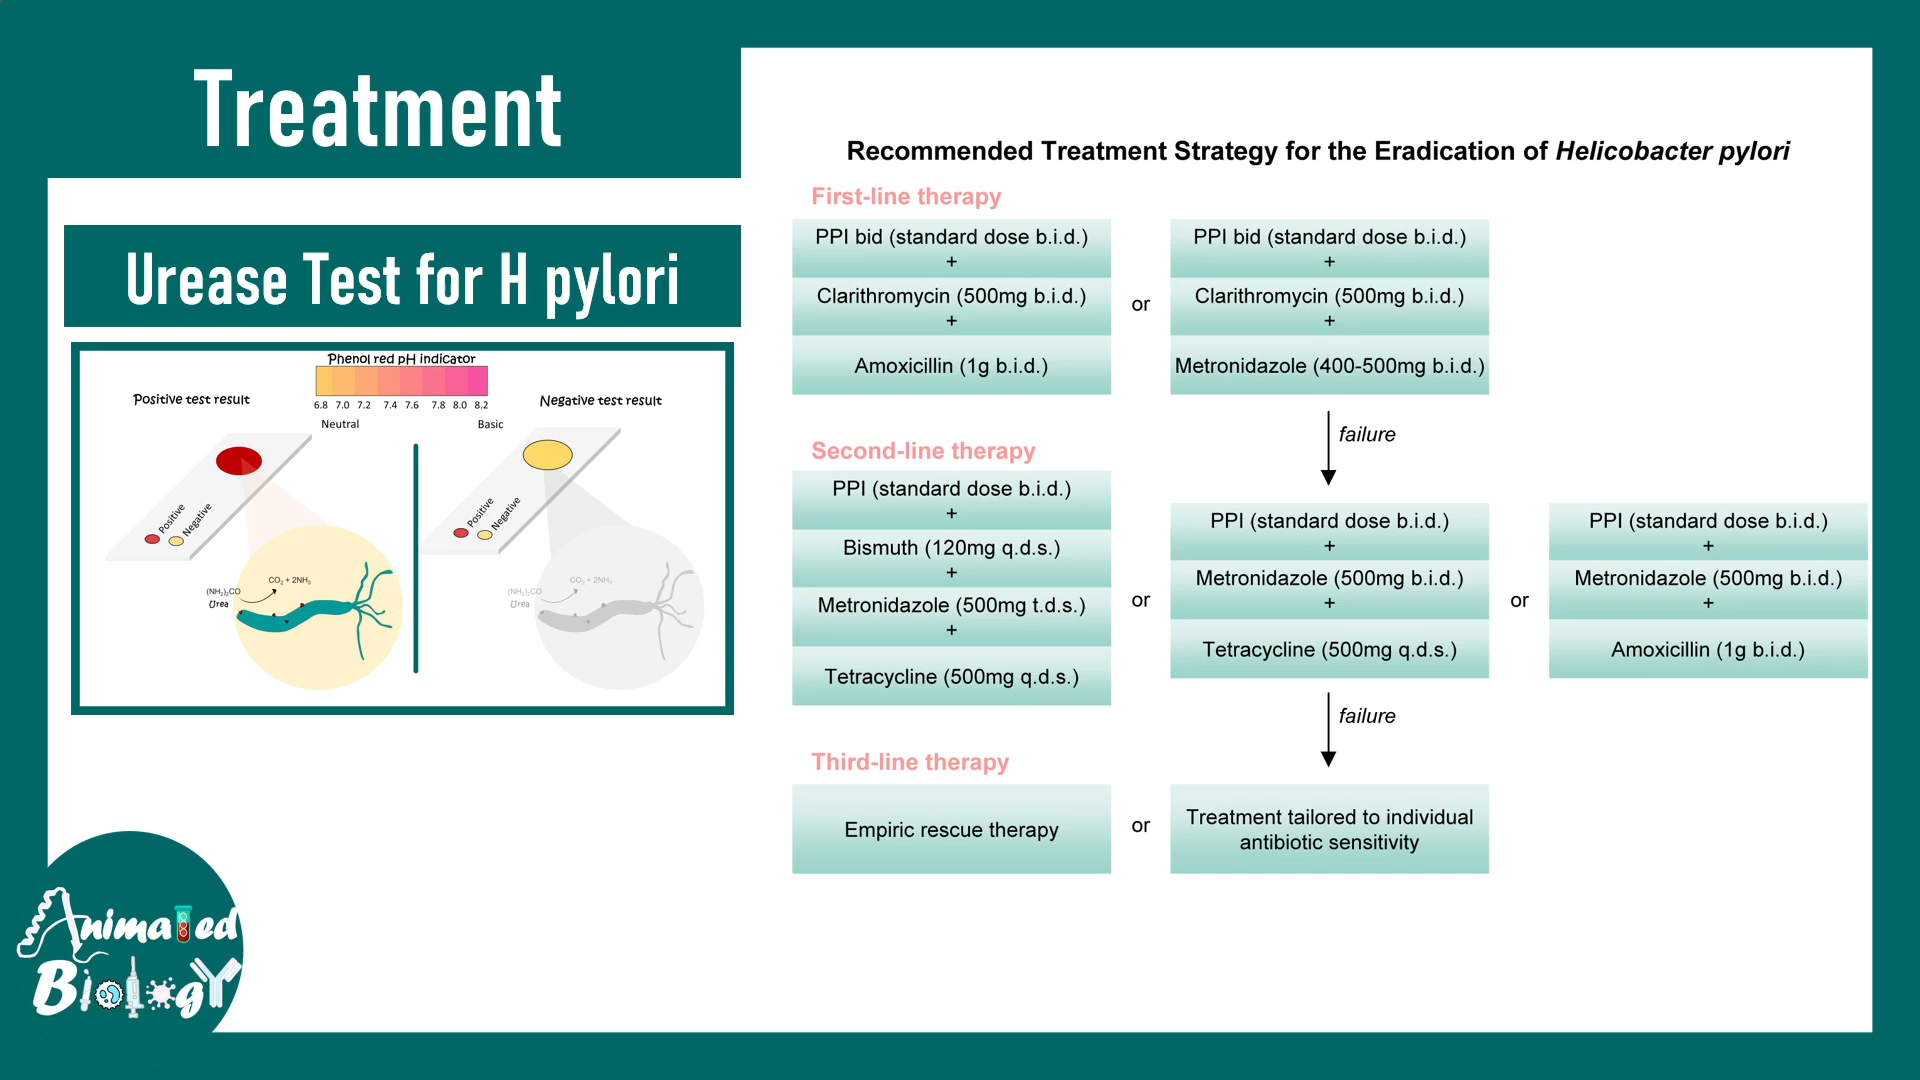 Treatment
Urease Test for H pylori
Phenol red pH indicator
6.8 7.0 7.2 7.4 7.6 7.8 8.0 8.2
Neutral
Basic
Positive test result
Negative test result
Positive
Negative
(NH₂)₂CO
Urea
CO₂ + 2NH₃
Positive
Negative
(NH₂)₂CO
Urea
CO₂ + 2NH₃
Animated
Biology
Recommended Treatment Strategy for the Eradication of Helicobacter pylori
First-line therapy
PPI bid (standard dose b.i.d.)
+
Clarithromycin (500mg b.i.d.)
+
Amoxicillin (1g b.i.d.)
or
PPI bid (standard dose b.i.d.)
+
Clarithromycin (500mg b.i.d.)
+
Metronidazole (400-500mg b.i.d.)
failure
Second-line therapy
PPI (standard dose b.i.d.)
+
Bismuth (120mg q.d.s.)
+
Metronidazole (500mg t.d.s.)
+
Tetracycline (500mg q.d.s.)
or
PPI (standard dose b.i.d.)
+
Metronidazole (500mg b.i.d.)
+
Tetracycline (500mg q.d.s.)
or
PPI (standard dose b.i.d.)
+
Metronidazole (500mg b.i.d.)
+
Amoxicillin (1g b.i.d.)
failure
Third-line therapy
Empiric rescue therapy
or
Treatment tailored to individual
antibiotic sensitivity